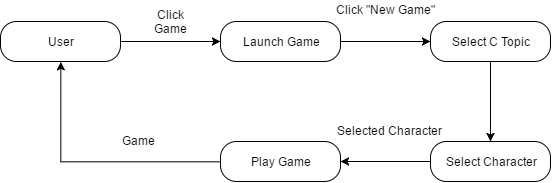 Click
Game
Click "New Game"
User
Launch Game
Select C Topic
Selected Character
Game
Play Game
Select Character